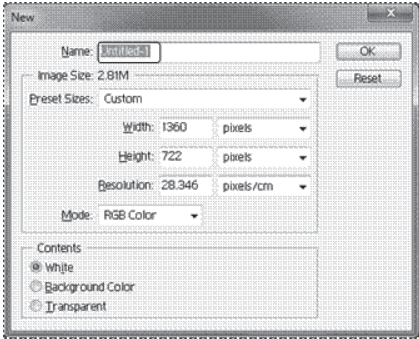 New
Name: Untitled-1
OK
Image Size: 2.81M
Reset
Preset Sizes: Custom
Width: 1360 pixels
Height: 722 pixels
Resolution: 28.346 pixels/cm
Mode: RGB Color
Contents
White
Background Color
Transparent